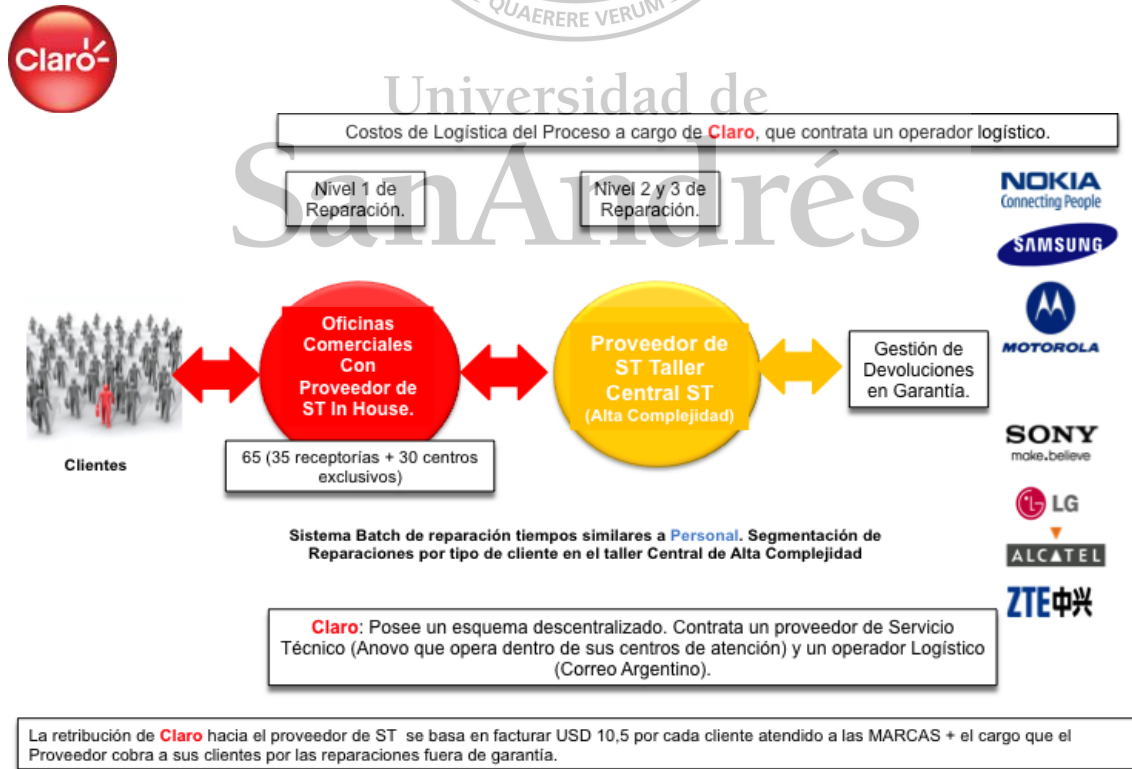 QUAERERE VERUM
Claro
Universidad de
SanAndrés
Costos de Logística del Proceso a cargo de Claro, que contrata un operador logístico.
Nivel 1 de
Reparación.
Nivel 2 y 3 de
Reparación.
NOKIA
Connecting People
SAMSUNG
MOTOROLA
Oficinas
Comerciales
Con
Proveedor de
ST In House.
Proveedor de
ST Taller
Central ST
(Alta Complejidad)
Gestión de
Devoluciones
en Garantía.
Clientes
65 (35 receptorías + 30 centros
exclusivos)
SONY
make.believe
LG
ALCATEL
ZTE中兴
Sistema Batch de reparación tiempos similares a Personal. Segmentación de
Reparaciones por tipo de cliente en el taller Central de Alta Complejidad
Claro: Posee un esquema descentralizado. Contrata un proveedor de Servicio
Técnico (Anovo que opera dentro de sus centros de atención) y un operador Logístico
(Correo Argentino).
La retribución de Claro hacia el proveedor de ST se basa en facturar USD 10,5 por cada cliente atendido a las MARCAS + el cargo que el
Proveedor cobra a sus clientes por las reparaciones fuera de garantía.